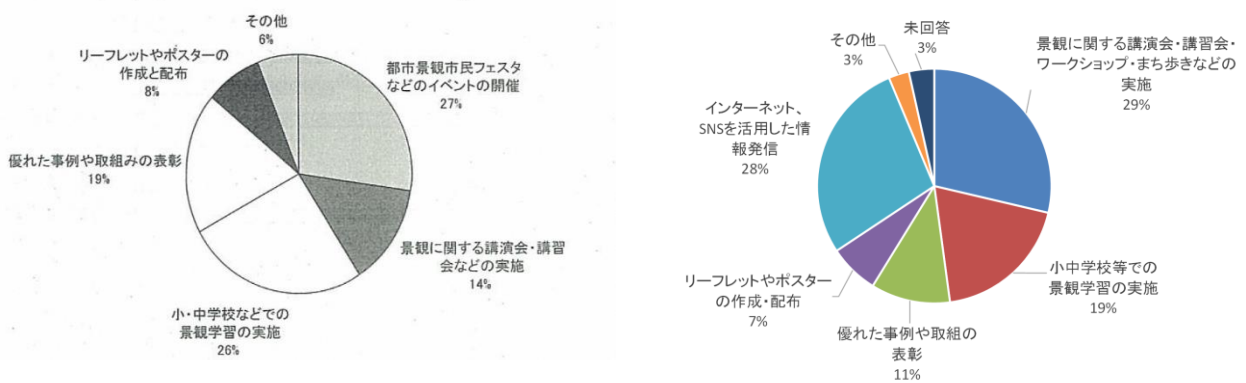 その他
6%
リーフレットやポスターの
作成と配布
8%
都市景観市民フェスタ
などのイベントの開催
27%
優れた事例や取組みの表彰
19%
景観に関する講演会・講習
会などの実施
14%
小・中学校などでの
景観学習の実施
26%
未回答
3%
その他
3%
景観に関する講演会・講習会・
ワークショップ・まち歩きなどの
実施
29%
インターネット、
SNSを活用した情
報発信
28%
小中学校等での
景観学習の実施
19%
リーフレットやポスター
の作成・配布
7%
優れた事例や取組の
表彰
11%